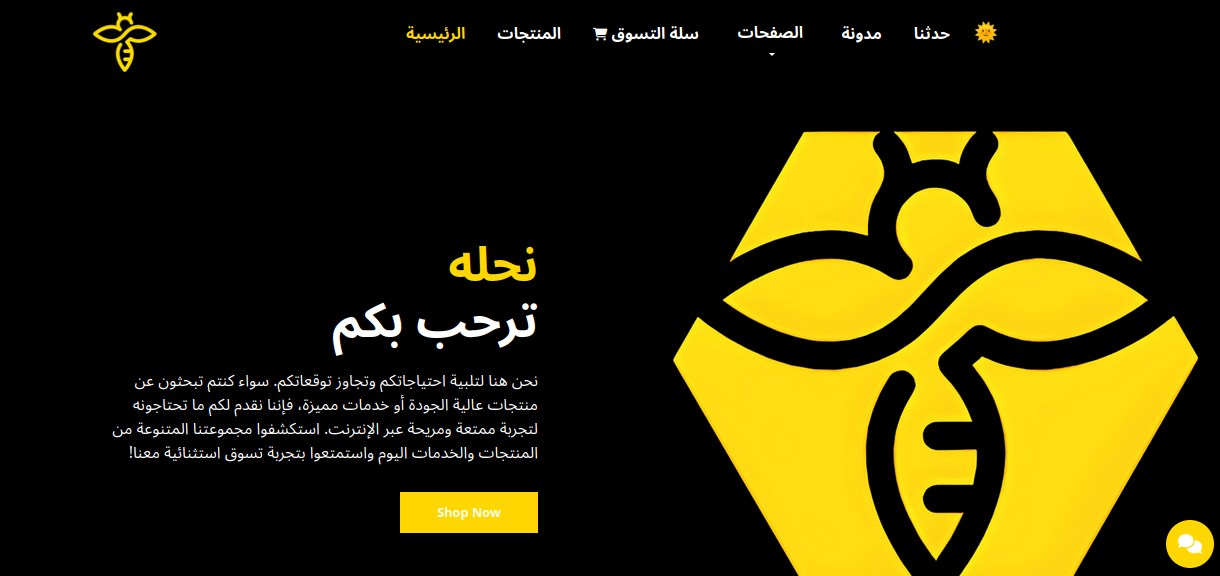 الرئيسية
المنتجات
سلة التسوق
الصفحات
مدونة
حدثنا
نحله
ترحب بكم
نحن هنا لتلبية احتياجاتكم وتجاوز توقعاتكم. سواء كنتم تبحثون عن
منتجات عالية الجودة أو خدمات مميزة، فإننا نقدم لكم ما تحتاجونه
لتجربة ممتعة ومريحة عبر الإنترنت. استكشفوا مجموعتنا المتنوعة من
المنتجات والخدمات اليوم واستمتعوا بتجربة تسوق استثنائية معنا!
Shop Now